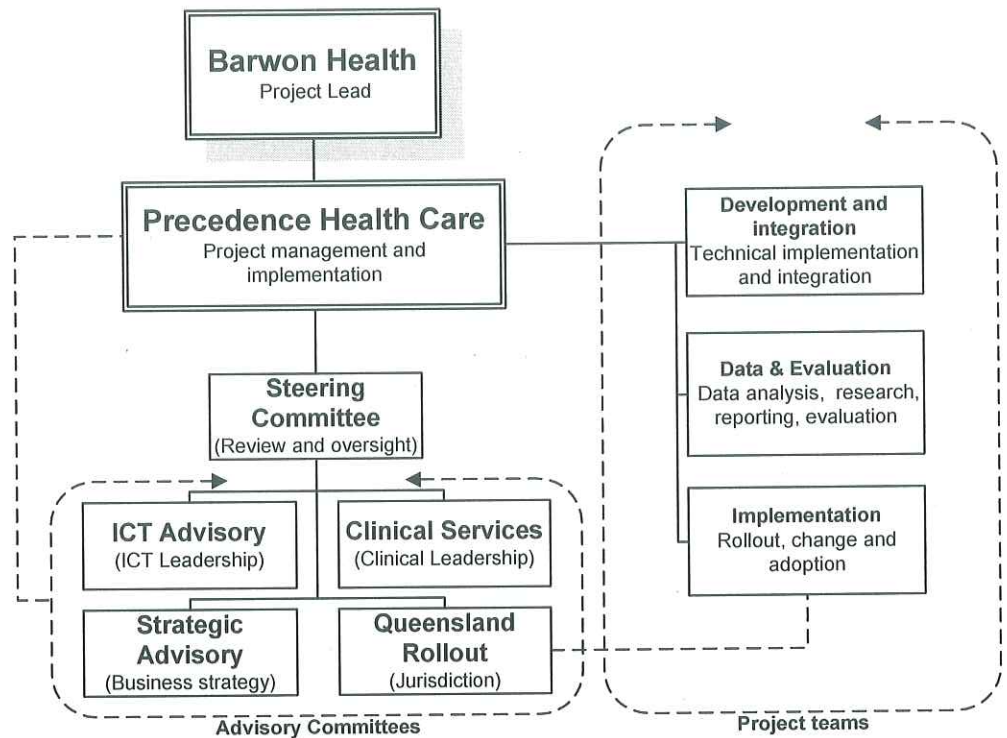 Barwon Health
Project Lead
Precedence Health Care
Project management and
implementation
Steering
Committee
(Review and oversight)
ICT Advisory
(ICT Leadership)
Clinical Services
(Clinical Leadership)
Strategic
Advisory
(Business strategy)
Queensland
Rollout
(Jurisdiction)
Advisory Committees
Development and
integration
Technical implementation
and integration
Data & Evaluation
Data analysis, research,
reporting, evaluation
Implementation
Rollout, change and
adoption
Project teams